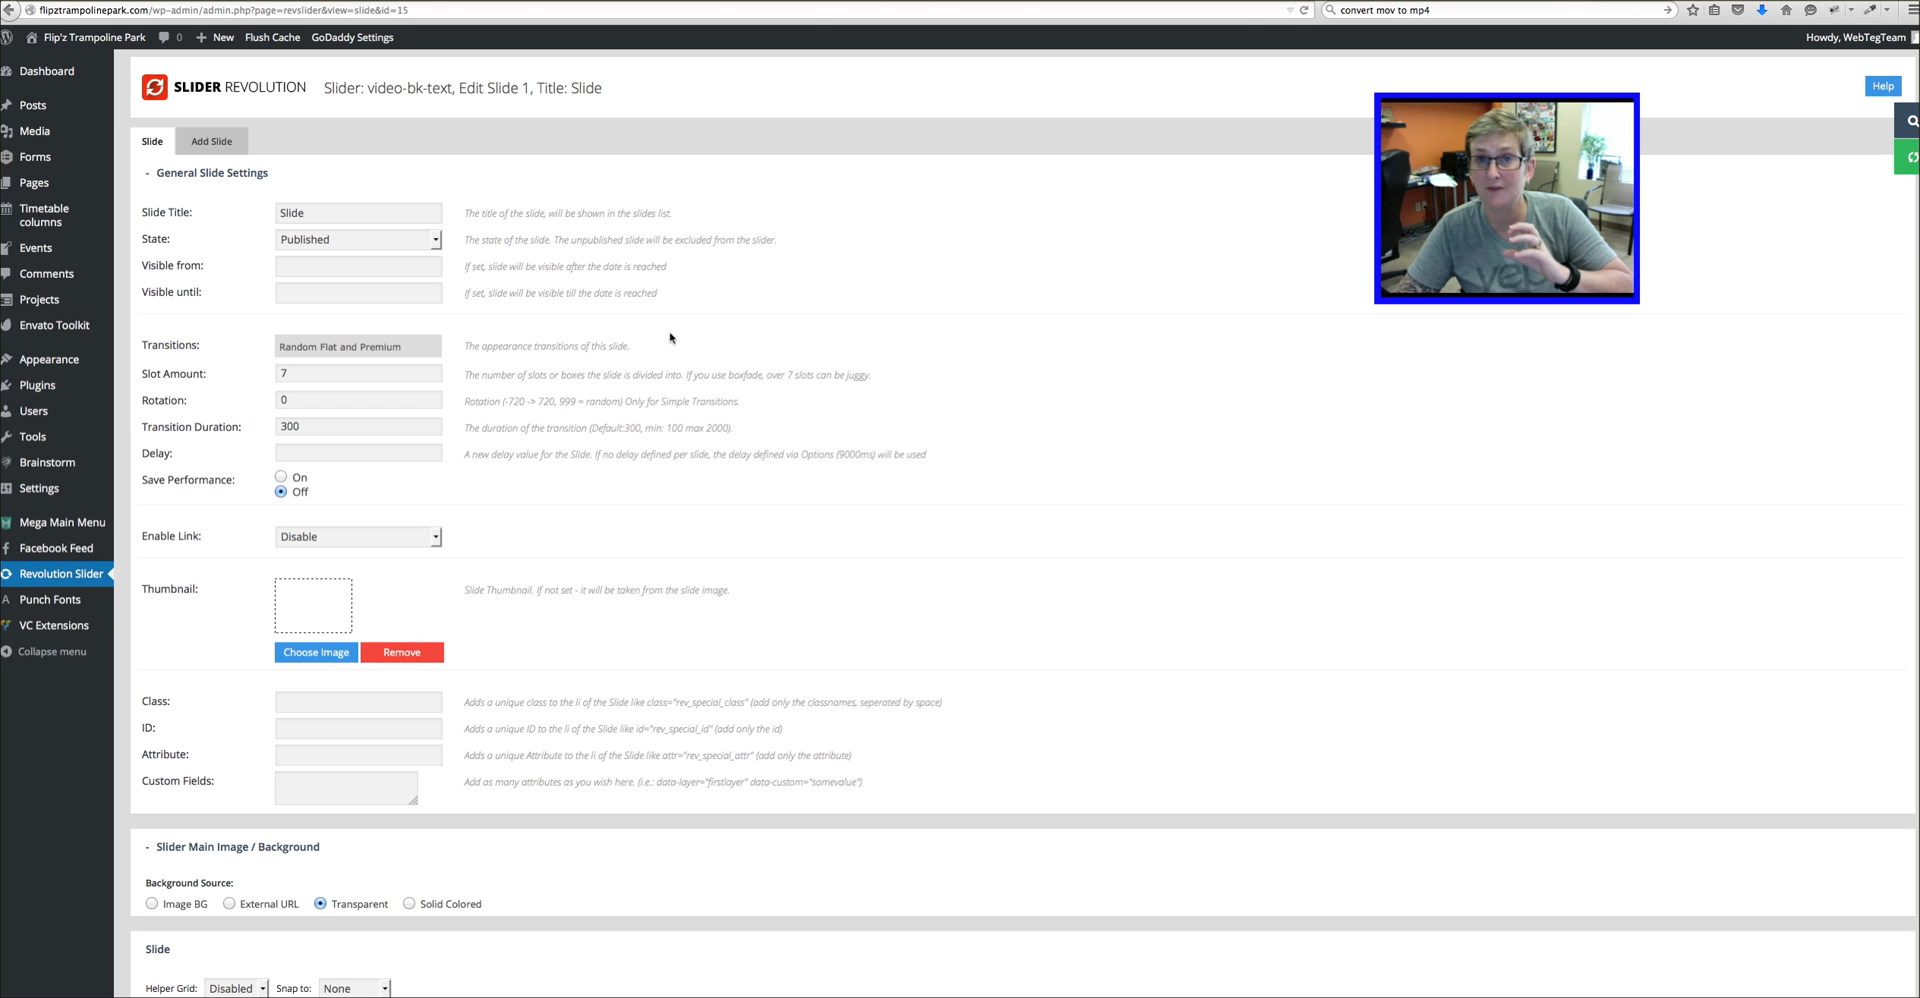 flipztrampolinepark.com/wp-admin/admin.php?page=revslider&view=slide&id=15
convert mov to mp4
Flip'z Trampoline Park
0
New
Flush Cache
GoDaddy Settings
Howdy, WebTegTeam
Dashboard
Posts
Media
Forms
Pages
Timetable
columns
Events
Comments
Projects
Envato Toolkit
Appearance
Plugins
Users
Tools
Brainstorm
Settings
Mega Main Menu
Facebook Feed
Revolution Slider
Punch Fonts
VC Extensions
Collapse menu
SLIDER REVOLUTION
Slider: video-bk-text, Edit Slide 1, Title: Slide
Help
Slide
Add Slide
- General Slide Settings
Slide Title: Slide The title of the slide, will be shown in the slides list.
State: Published The state of the slide. The unpublished slide will be excluded from the slider.
Visible from: If set, slide will be visible after the date is reached
Visible until: If set, slide will be visible till the date is reached
Transitions: Random Flat and Premium The appearance transitions of this slide.
Slot Amount: 7 The number of slots or boxes the slide is divided into. If you use boxfade, over 7 slots can be juggy.
Rotation: 0 Rotation (-720 -> 720, 999 = random) Only for Simple Transitions.
Transition Duration: 300 The duration of the transition (Default:300, min: 100 max 2000).
Delay: A new delay value for the Slide. If no delay defined per slide, the delay defined via Options (9000ms) will be used
Save Performance: On
Off
Enable Link: Disable
Thumbnail: Slide Thumbnail. If not set - it will be taken from the slide image.
Choose Image Remove
Class: Adds a unique class to the li of the Slide like class="rev_special_class" (add only the classnames, seperated by space)
ID: Adds a unique ID to the li of the Slide like id="rev_special_id" (add only the id)
Attribute: Adds a unique Attribute to the li of the Slide like attr="rev_special_attr" (add only the attribute)
Custom Fields: Add as many attributes as you wish here. (i.e.: data-layer="firstlayer" data-custom="somevalue")
- Slider Main Image / Background
Background Source:
Image BG External URL Transparent Solid Colored
Slide
Helper Grid: Disabled Snap to: None